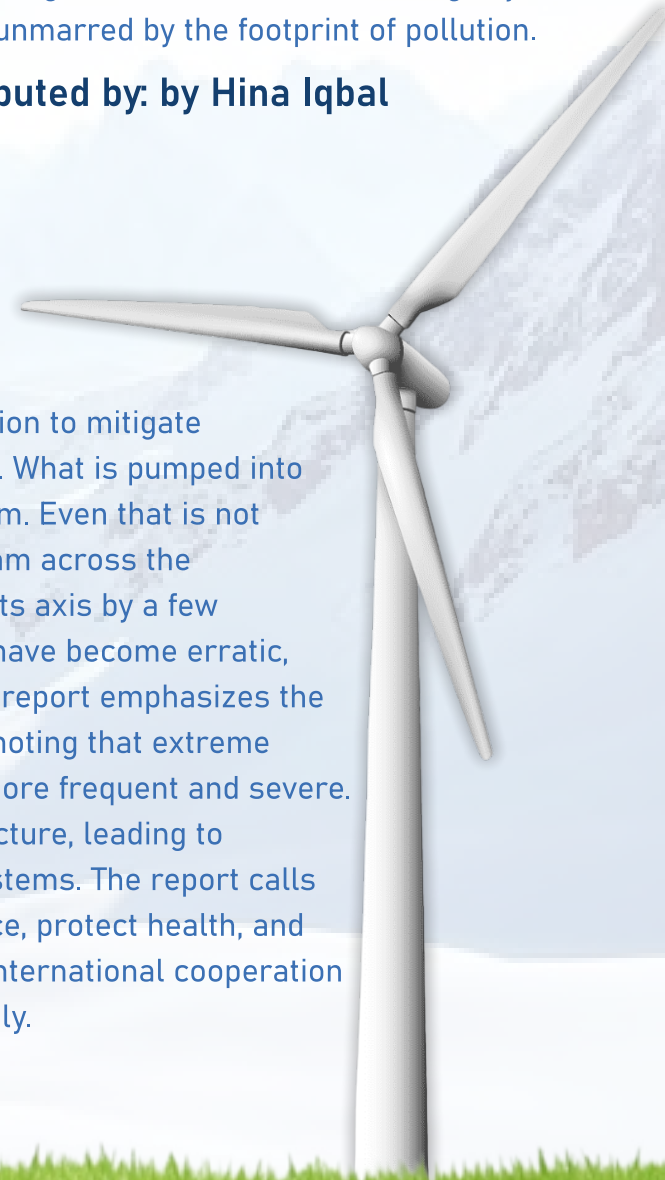 unmarred by the footprint of pollution.
buted by: by Hina Iqbal
ion to mitigate
. What is pumped into
m. Even that is not
am across the
ts axis by a few
have become erratic,
report emphasizes the
noting that extreme
ore frequent and severe.
cture, leading to
stems. The report calls
ce, protect health, and
nternational cooperation
ly.